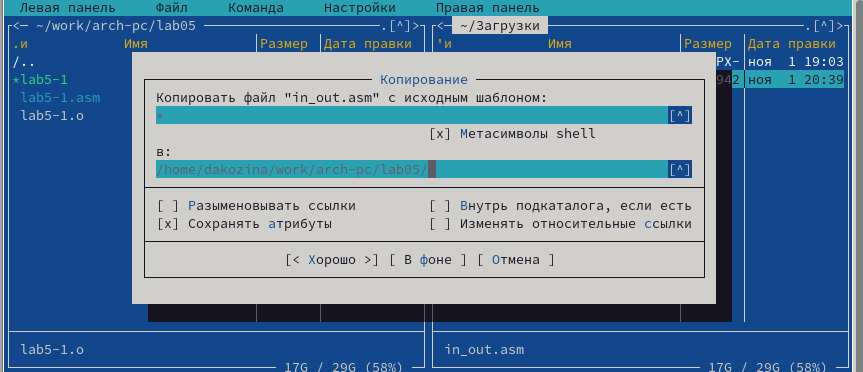 Левая панель Файл Команда Настройки Правая панель
<— ~/work/arch-pc/lab05 .[^]>
<— ~/Загрузки .[^]>
.и Имя Размер Дата правки
'и Имя Размер Дата правки
/..
РХ- ноя 1 19:03
*lab5-1
942 ноя 1 20:39
lab5-1.asm
lab5-1.o
Копирование
Копировать файл "in_out.asm" с исходным шаблоном:
* [^]
[x] Метасимволы shell
в:
/home/dakozina/work/arch-pc/lab05/ [^]
[ ] Разыменовывать ссылки [ ] Внутрь подкаталога, если есть
[x] Сохранять атрибуты [ ] Изменять относительные ссылки
[< Хорошо >] [ В фоне ] [ Отмена ]
lab5-1.o in_out.asm
17G / 29G (58%) 17G / 29G (58%)